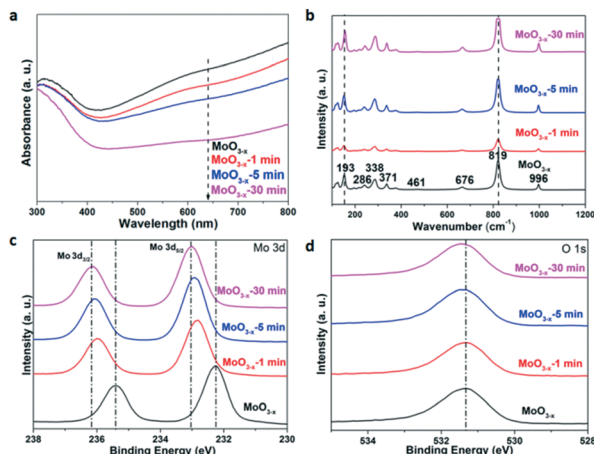 a
Absorbance (a. u.)
MoO3-x
MoO3-x-1 min
MoO3-x-5 min
MoO3-x-30 min
300 400 500 600 700 800
Wavelength (nm)
b
Intensity (a. u.)
MoO3-x-30 min
MoO3-x-5 min
MoO3-x-1 min
MoO3-x
193
286
338
371
461
676
819
996
200 400 600 800 1000 1200
Wavenumber (cm-1)
c
Mo 3d
Mo 3d3/2
Mo 3d5/2
Intensity (a. u.)
MoO3-x-30 min
MoO3-x-5 min
MoO3-x-1 min
MoO3-x
238 236 234 232 230
Binding Energy (eV)
d
O 1s
Intensity (a. u.)
MoO3-x-30 min
MoO3-x-5 min
MoO3-x-1 min
MoO3-x
534 532 530 528
Binding Energy (eV)